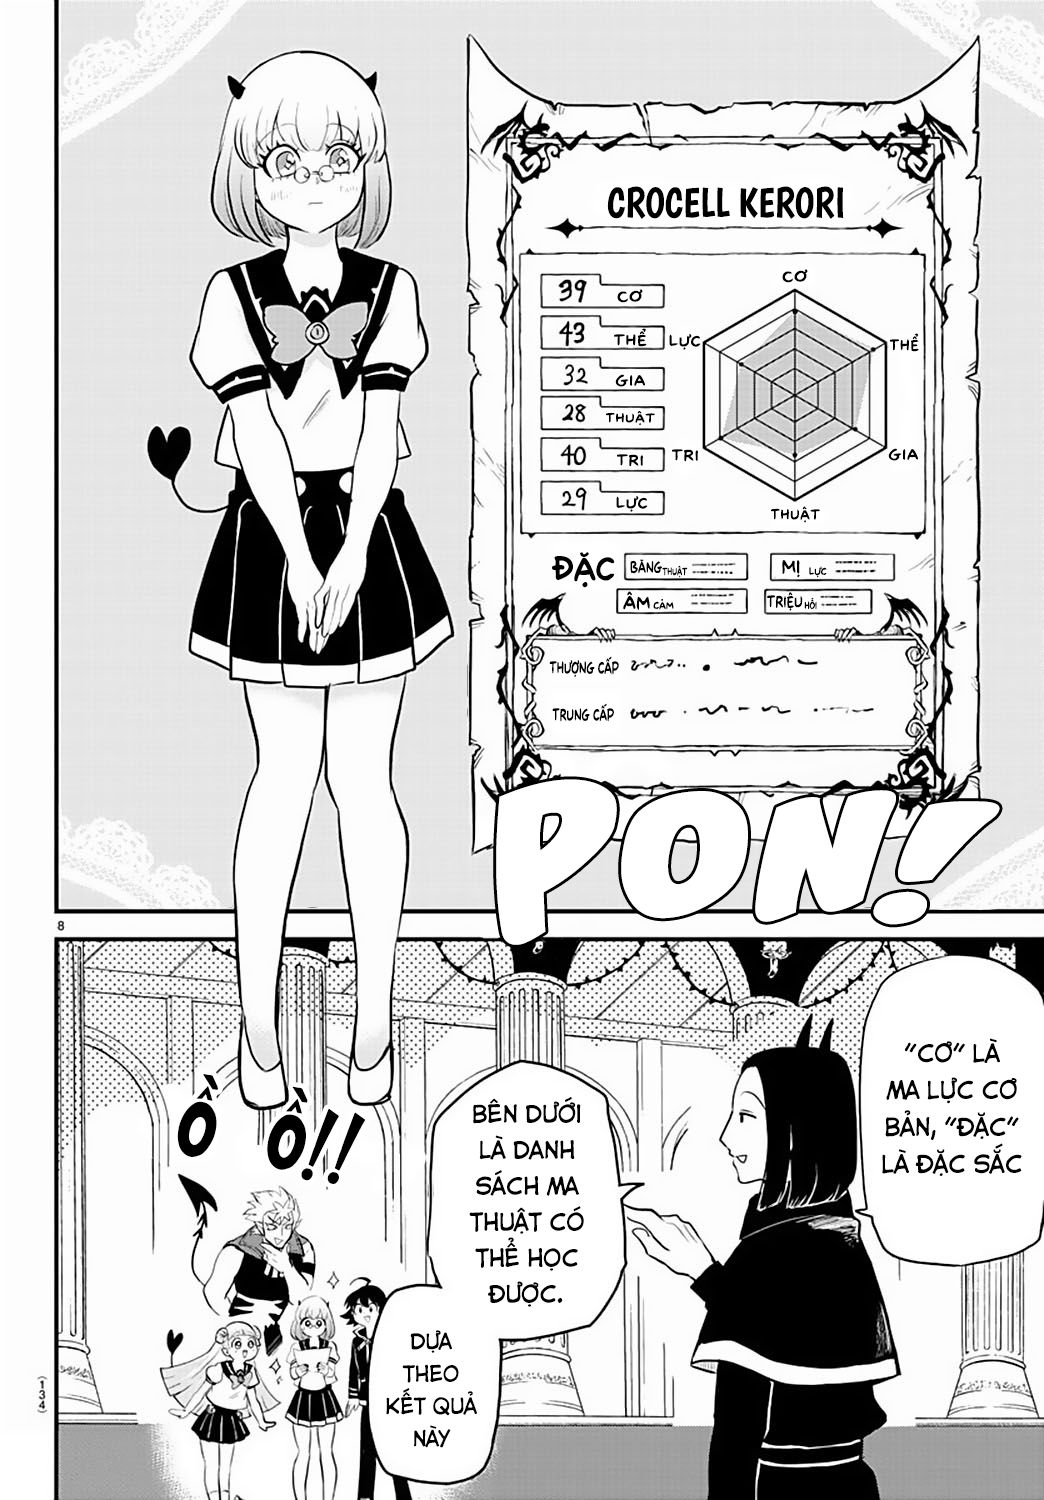 CROCELL KERORI
CƠ
39 CƠ
43 THỂ
LỰC
THỂ
32 GIA
28 THUẬT
40 TRI
TRI
GIA
29 LỰC
THUẬT
ĐẶC
BĂNG THUẬT
MỊ LỰC
ÂM CẢM
TRIỆU HỒI
THƯỢNG CẤP
TRUNG CẤP
PON!
8
"CƠ" LÀ
MA LỰC CƠ
BẢN, "ĐẶC"
LÀ ĐẶC SẮC
BÊN DƯỚI
LÀ DANH
SÁCH MA
THUẬT CÓ
THỂ HỌC
ĐƯỢC.
Ồ Ồ!!
DỰA
THEO
KẾT QUẢ
NÀY
(134)